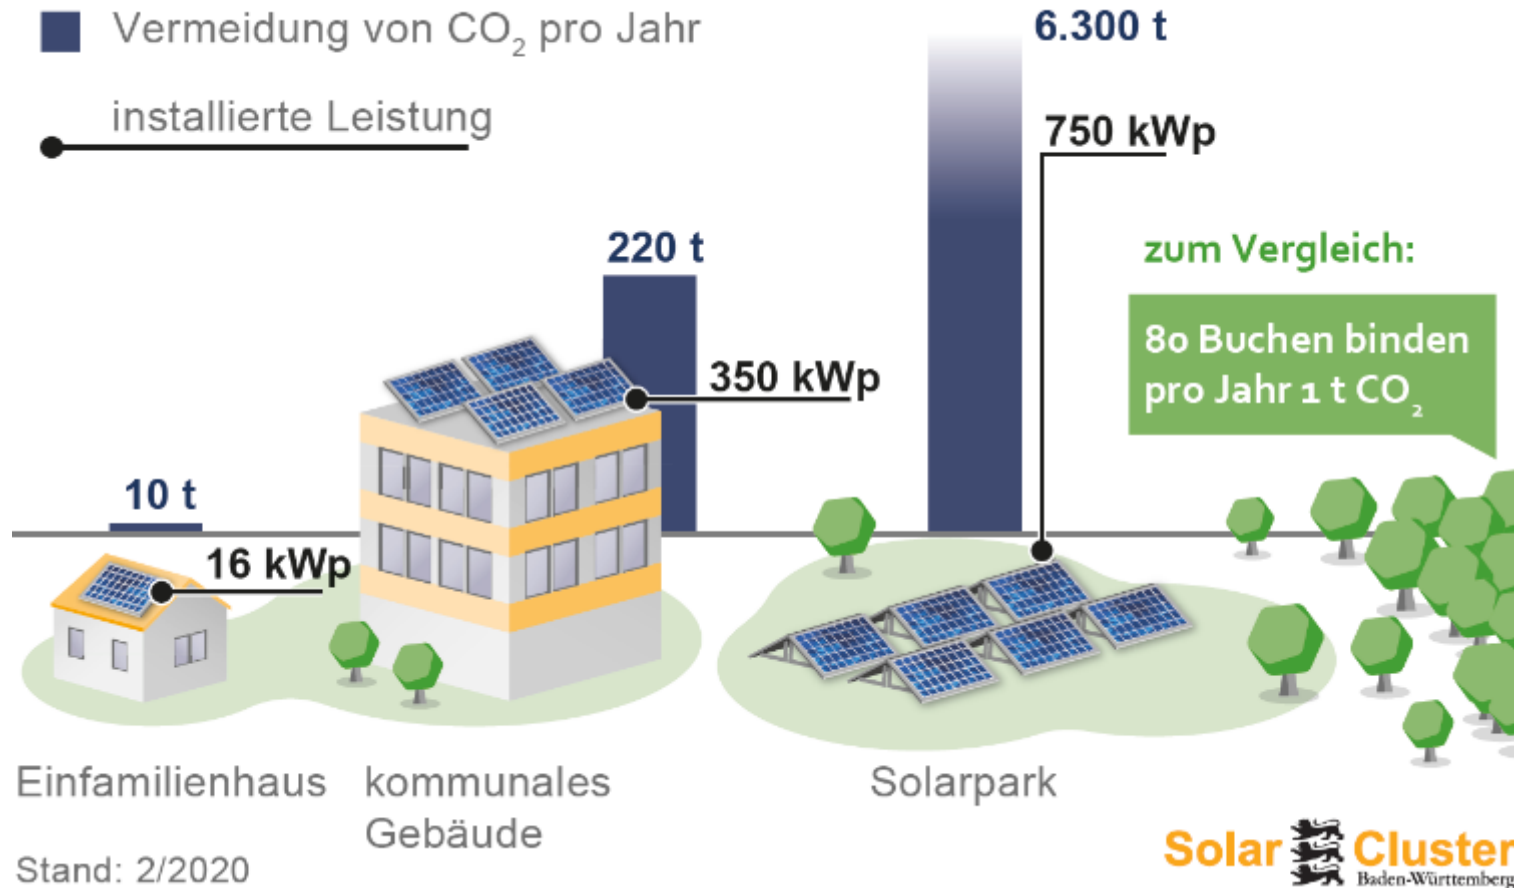 Vermeidung von CO₂ pro Jahr
installierte Leistung
6.300 t
750 kWp
220 t
350 kWp
10 t
16 kWp
zum Vergleich:
80 Buchen binden
pro Jahr 1 t CO₂
Einfamilienhaus
kommunales
Gebäude
Solarpark
Stand: 2/2020
Solar Cluster
Baden-Württemberg